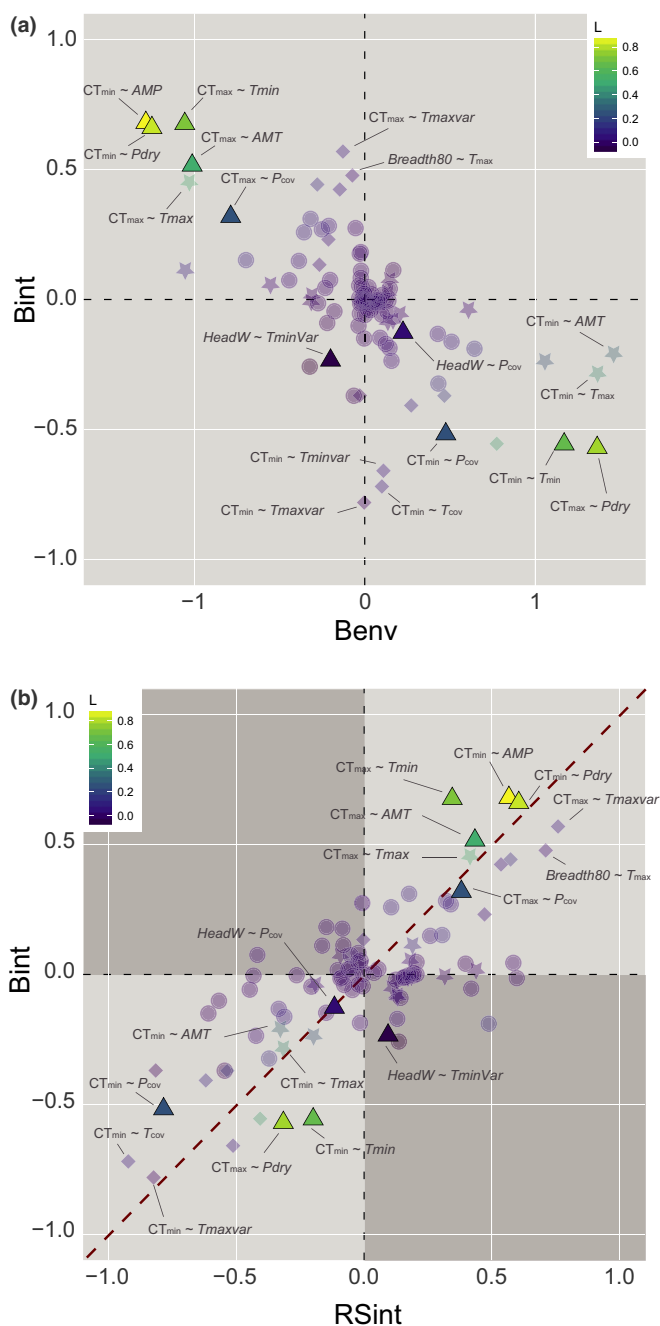 (a)
1.0
L
0.8
0.6
0.4
0.2
0.0
CTmin ~ AMP
CTmax ~ Tmin
CTmax ~ Tmaxvar
CTmin ~ Pdry
CTmax ~ AMT
Breadth80 ~ Tmax
0.5
CTmax ~ Pcov
CTmax ~ Tmax
Bint
0.0
CTmin ~ AMT
HeadW ~ TminVar
HeadW ~ Pcov
CTmin ~ Tmax
−0.5
CTmin ~ Tminvar
CTmin ~ Pcov
CTmin ~ Tmin
CTmin ~ Tmaxvar
CTmin ~ Tcov
CTmax ~ Pdry
−1.0
−1
0
1
Benv
(b)
L
0.8
0.6
0.4
0.2
0.0
1.0
CTmin ~ AMP
CTmax ~ Tmin
CTmin ~ Pdry
CTmax ~ Tmaxvar
CTmax ~ AMT
0.5
CTmax ~ Tmax
Breadth80 ~ Tmax
CTmax ~ Pcov
HeadW ~ Pcov
Bint
0.0
CTmin ~ AMT
CTmin ~ Pcov
CTmin ~ Tmax
HeadW ~ TminVar
−0.5
CTmin ~ Tcov
CTmax ~ Pdry
CTmin ~ Tmin
CTmin ~ Tmaxvar
−1.0
−1.0
−0.5
0.0
0.5
1.0
RSint